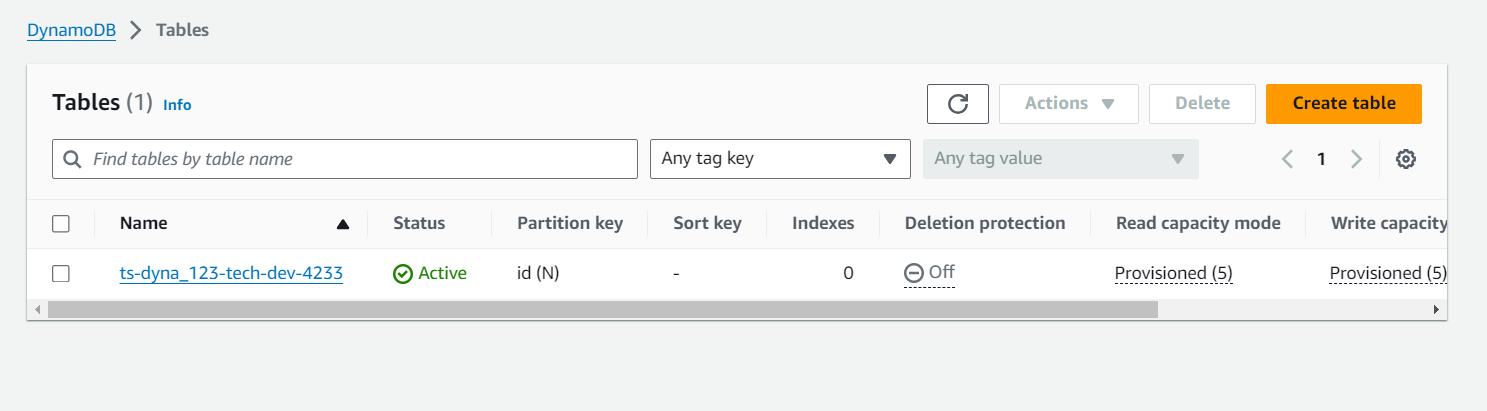 DynamoDB > Tables
Tables (1) Info
Actions
Delete
Create table
Find tables by table name
Any tag key
Any tag value
1
Name Status Partition key Sort key Indexes Deletion protection Read capacity mode Write capacity
ts-dyna_123-tech-dev-4233 Active id (N) - 0 Off Provisioned (5) Provisioned (5)